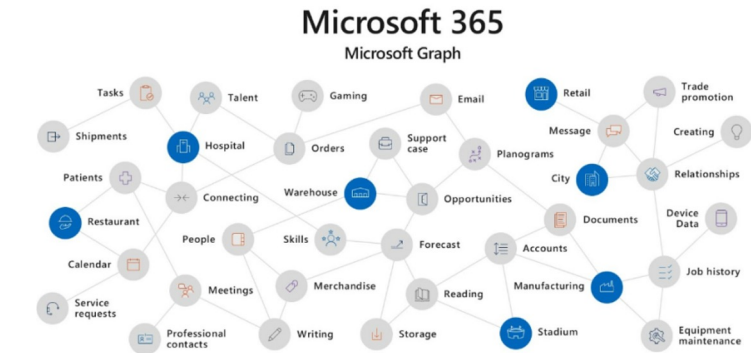 Microsoft 365
Microsoft Graph
Tasks
Talent
Gaming
Email
Retail
Trade
promotion
Shipments
Hospital
Orders
Support
case
Planograms
Message
Creating
Patients
Connecting
Warehouse
Opportunities
City
Relationships
Restaurant
People
Skills
Forecast
Accounts
Documents
Device
Data
Calendar
Meetings
Merchandise
Reading
Manufacturing
Job history
Service
requests
Professional
contacts
Writing
Storage
Stadium
Equipment
maintenance